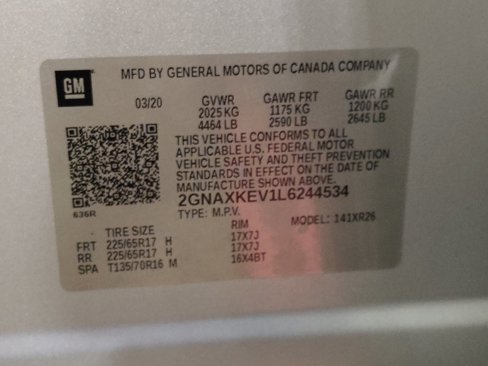 GM
MFD BY GENERAL MOTORS OF CANADA COMPANY
03/20 GVWR GAWR FRT GAWR RR
2025 KG 1175 KG 1200 KG
4464 LB 2590 LB 2645 LB
THIS VEHICLE CONFORMS TO ALL
APPLICABLE U.S. FEDERAL MOTOR
VEHICLE SAFETY AND THEFT PREVENTION
STANDARDS IN EFFECT ON THE DATE OF
MANUFACTURE SHOWN ABOVE.
2GNAXKEV1L6244534
636R TYPE: M.P.V. MODEL: 141XR26
TIRE SIZE RIM
FRT 225/65R17 H 17X7J
RR 225/65R17 H 17X7J
SPA T135/70R16 M 16X4BT